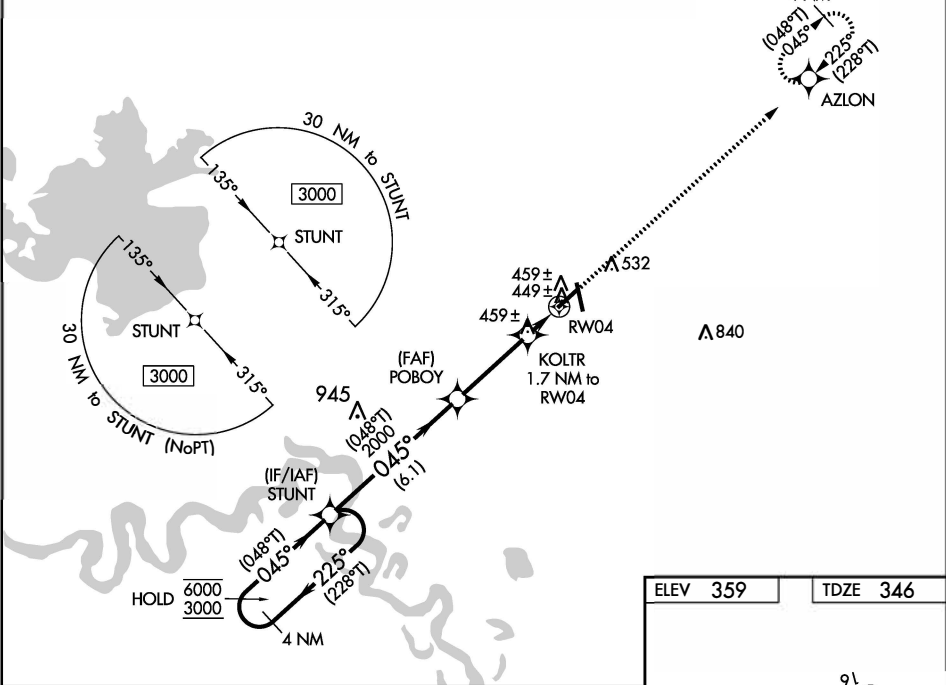 (048°T)
045°
225°
(228°T)
AZLON
30 NM to STUNT
135°
3000
STUNT
315°
135°
STUNT
3000
315°
30 NM to STUNT (NoPT)
532
459±
449±
459±
RW04
840
KOLTR
1.7 NM to
RW04
(FAF)
POBOY
945
(048°T)
2000
045°
(6.1)
(IF/IAF)
STUNT
(048°T)
045°
225°
(228°T)
HOLD
6000
3000
4 NM
ELEV 359
TDZE 346
16